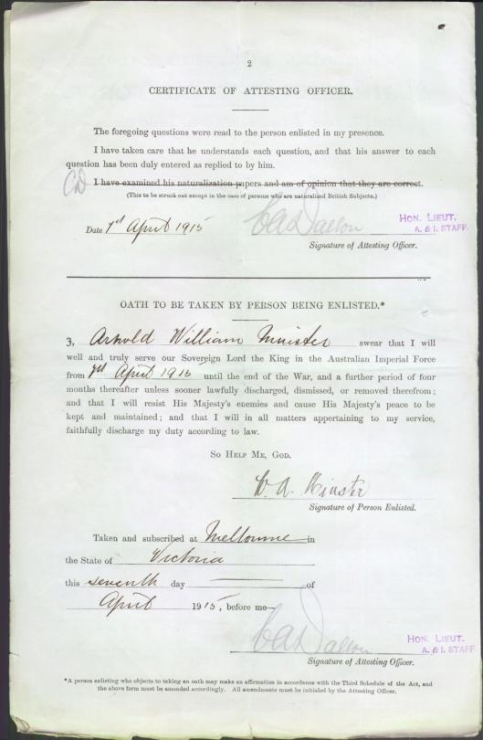 2
CERTIFICATE OF ATTESTING OFFICER.
The foregoing questions were read to the person enlisted in my presence.
I have taken care that he understands each question, and that his answer to each
question has been duly entered as replied to by him.
I have examined his naturalization papers and am of opinion that they are correct.
(This to be struck out except in the case of persons who are naturalized British Subjects.)
Date 7st April 1915 C A Dalton HON. LIEUT.
A. & I. STAFF.
Signature of Attesting Officer.
OATH TO BE TAKEN BY PERSON BEING ENLISTED.*
3, Arnold William Minister swear that I will
well and truly serve our Sovereign Lord the King in the Australian Imperial Force
from April 1915 until the end of the War, and a further period of four
months thereafter unless sooner lawfully discharged, dismissed, or removed therefrom;
and that I will resist His Majesty's enemies and cause His Majesty's peace to be
kept and maintained; and that I will in all matters appertaining to my service,
faithfully discharge my duty according to law.
SO HELP ME, GOD.
Signature of Person Enlisted.
Taken and subscribed at Melbourne in
the State of Victoria
this seventh day of
April 1915, before me
C A Dalton HON. LIEUT.
A. & I. STAFF
Signature of Attesting Officer.
*A person enlisting who objects to taking an oath may make an affirmation in accordance with the Third Schedule of the Act, and
the above form must be amended accordingly. All amendments must be initialed by the Attesting Officer.